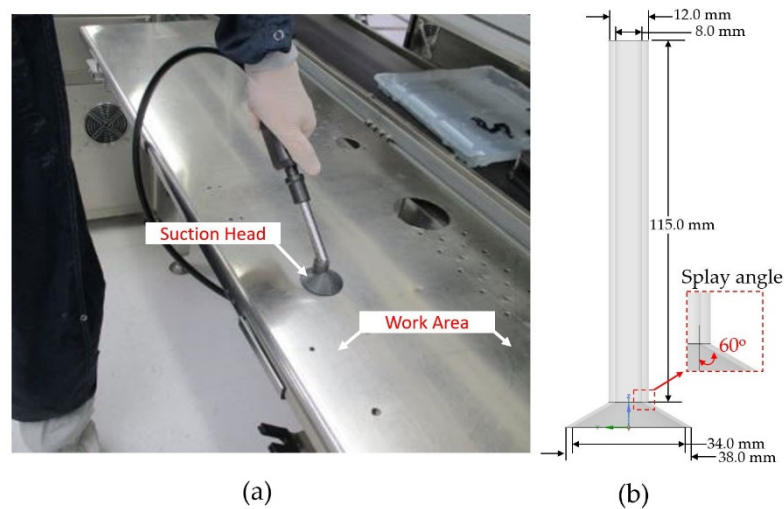 Suction Head
Work Area
12.0 mm
8.0 mm
115.0 mm
Splay angle
60º
34.0 mm
38.0 mm
(a)
(b)